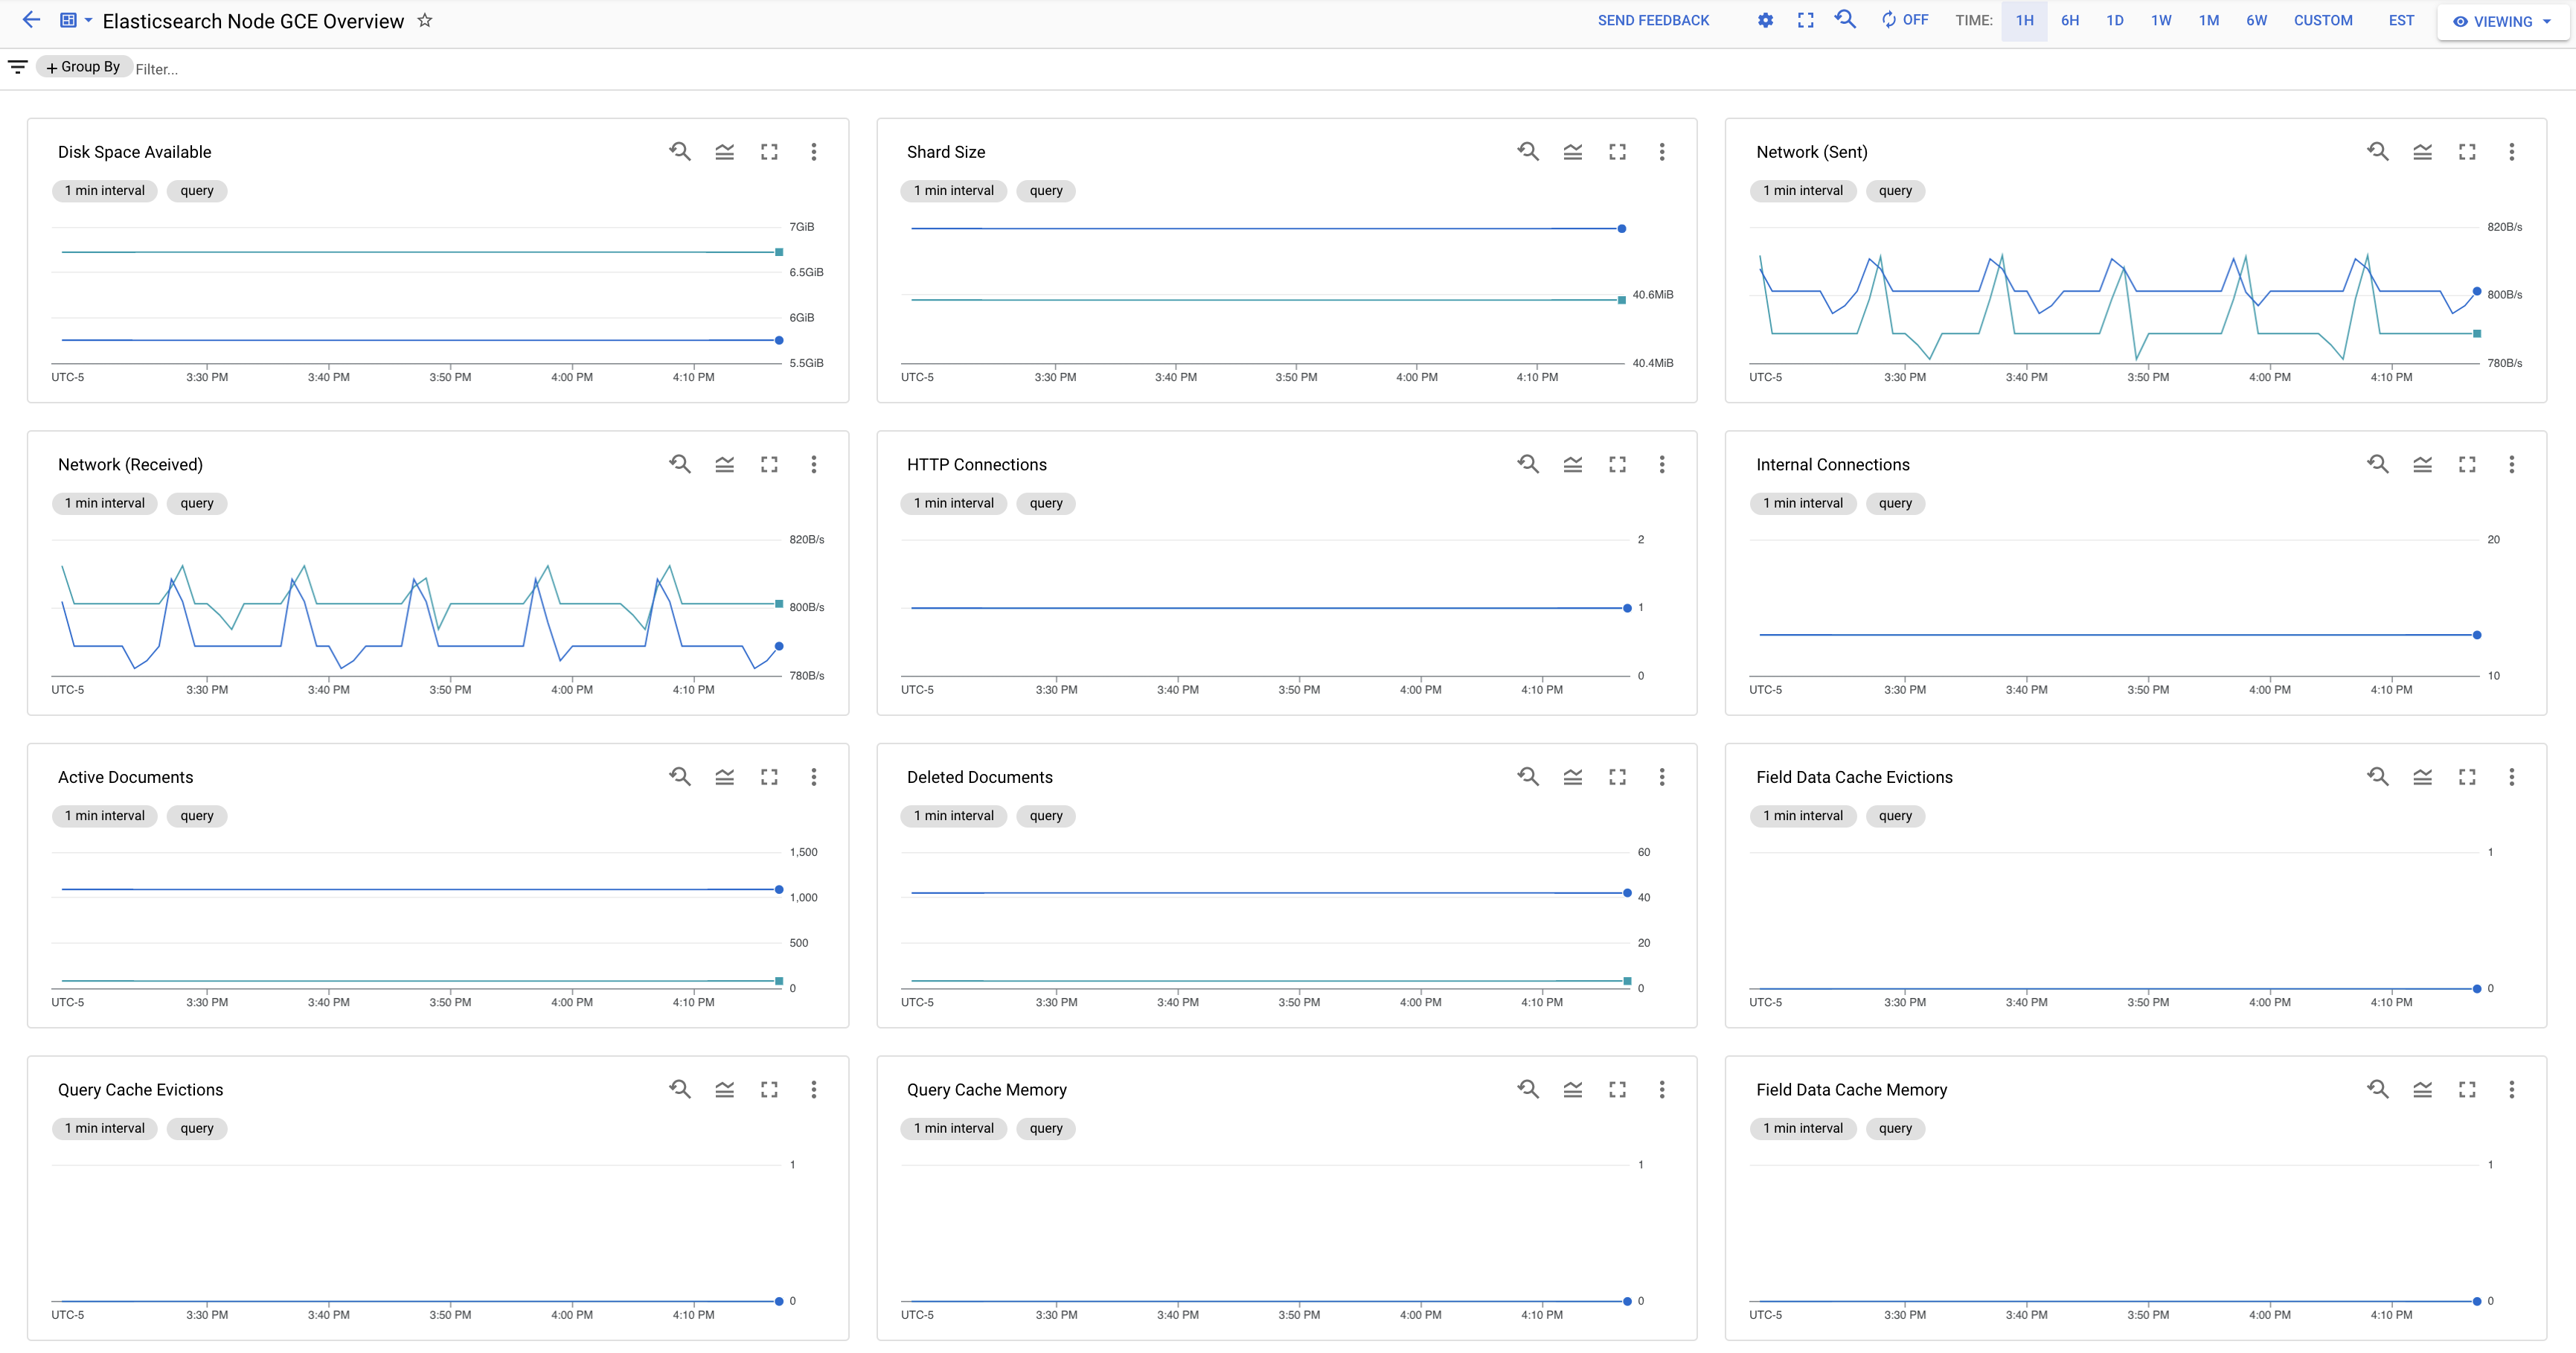 Elasticsearch Node GCE Overview
SEND FEEDBACK
OFF
TIME: 1H 6H 1D 1W 1M 6W CUSTOM EST VIEWING
+ Group By Filter...
Disk Space Available
1 min interval query
7GiB
6.5GiB
6GiB
5.5GiB
UTC-5 3:30 PM 3:40 PM 3:50 PM 4:00 PM 4:10 PM
Shard Size
1 min interval query
40.6MiB
40.4MiB
UTC-5 3:30 PM 3:40 PM 3:50 PM 4:00 PM 4:10 PM
Network (Sent)
1 min interval query
820B/s
800B/s
780B/s
UTC-5 3:30 PM 3:40 PM 3:50 PM 4:00 PM 4:10 PM
Network (Received)
1 min interval query
820B/s
800B/s
780B/s
UTC-5 3:30 PM 3:40 PM 3:50 PM 4:00 PM 4:10 PM
HTTP Connections
1 min interval query
2
1
0
UTC-5 3:30 PM 3:40 PM 3:50 PM 4:00 PM 4:10 PM
Internal Connections
1 min interval query
20
10
UTC-5 3:30 PM 3:40 PM 3:50 PM 4:00 PM 4:10 PM
Active Documents
1 min interval query
1,500
1,000
500
0
UTC-5 3:30 PM 3:40 PM 3:50 PM 4:00 PM 4:10 PM
Deleted Documents
1 min interval query
60
40
20
0
UTC-5 3:30 PM 3:40 PM 3:50 PM 4:00 PM 4:10 PM
Field Data Cache Evictions
1 min interval query
1
0
UTC-5 3:30 PM 3:40 PM 3:50 PM 4:00 PM 4:10 PM
Query Cache Evictions
1 min interval query
1
0
UTC-5 3:30 PM 3:40 PM 3:50 PM 4:00 PM 4:10 PM
Query Cache Memory
1 min interval query
1
0
UTC-5 3:30 PM 3:40 PM 3:50 PM 4:00 PM 4:10 PM
Field Data Cache Memory
1 min interval query
1
0
UTC-5 3:30 PM 3:40 PM 3:50 PM 4:00 PM 4:10 PM